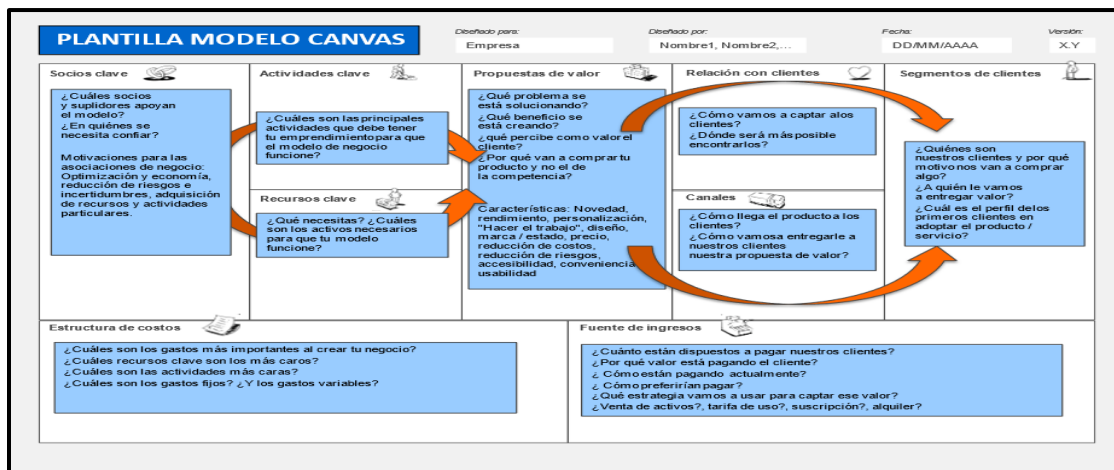 PLANTILLA MODELO CANVAS
Diseñado para:
Empresa
Diseñado por:
Nombre1, Nombre2,...
Fecha:
DD/MM/AAAA
Versión:
X.Y
Socios clave
¿Cuáles socios
y suplidores apoyan
el modelo?
¿En quiénes se
necesita confiar?
Motivaciones para las
asociaciones de negocio:
Optimización y economía,
reducción de riesgos e
incertidumbres, adquisición
de recursos y actividades
particulares.
Actividades clave
¿Cuáles son las principales
actividades que debe tener
tu emprendimiento para que
el modelo de negocio
funcione?
Recursos clave
¿Qué necesitas? ¿Cuáles
son los activos necesarios
para que tu modelo
funcione?
Propuestas de valor
¿Qué problema se
está solucionando?
¿Qué beneficio se
está creando?
¿qué percibe como valor el
cliente?
¿Por qué van a comprar tu
producto y no el de
la competencia?
Características: Novedad,
rendimiento, personalización,
"Hacer el trabajo", diseño,
marca / estado, precio,
reducción de costos,
reducción de riesgos,
accesibilidad, conveniencia
usabilidad
Relación con clientes
¿Cómo vamos a captar a los
clientes?
¿Dónde será más posible
encontrarlos?
Canales
¿Cómo llega el producto a los
clientes?
¿Cómo vamos a entregarle a
nuestros clientes
nuestra propuesta de valor?
Segmentos de clientes
¿Quiénes son
nuestros clientes y por qué
motivo nos van a comprar
algo?
¿A quién le vamos
a entregar valor?
¿Cuál es el perfil de los
primeros clientes en
adoptar el producto /
servicio?
Estructura de costos
¿Cuáles son los gastos más importantes al crear tu negocio?
¿Cuáles recursos clave son los más caros?
¿Cuáles son las actividades más caras?
¿Cuáles son los gastos fijos? ¿Y los gastos variables?
Fuente de ingresos
¿Cuánto están dispuestos a pagar nuestros clientes?
¿Por qué valor está pagando el cliente?
¿Cómo están pagando actualmente?
¿Cómo preferirían pagar?
¿Qué estrategia vamos a usar para captar ese valor?
¿Venta de activos?, tarifa de uso?, suscripción?, alquiler?